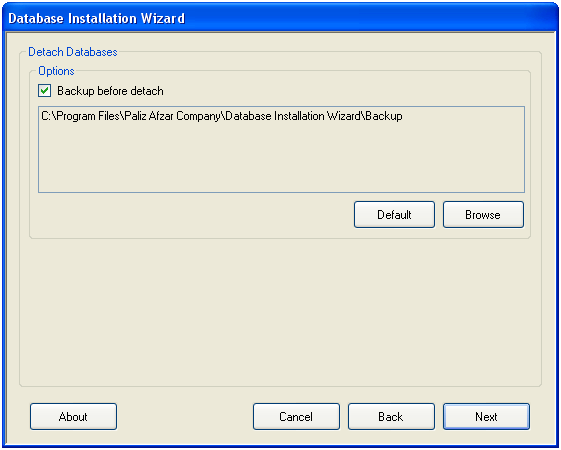 Database Installation Wizard
Detach Databases
Options
Backup before detach
C:\Program Files\Paliz Afzar Company\Database Installation Wizard\Backup
Default Browse
About Cancel Back Next